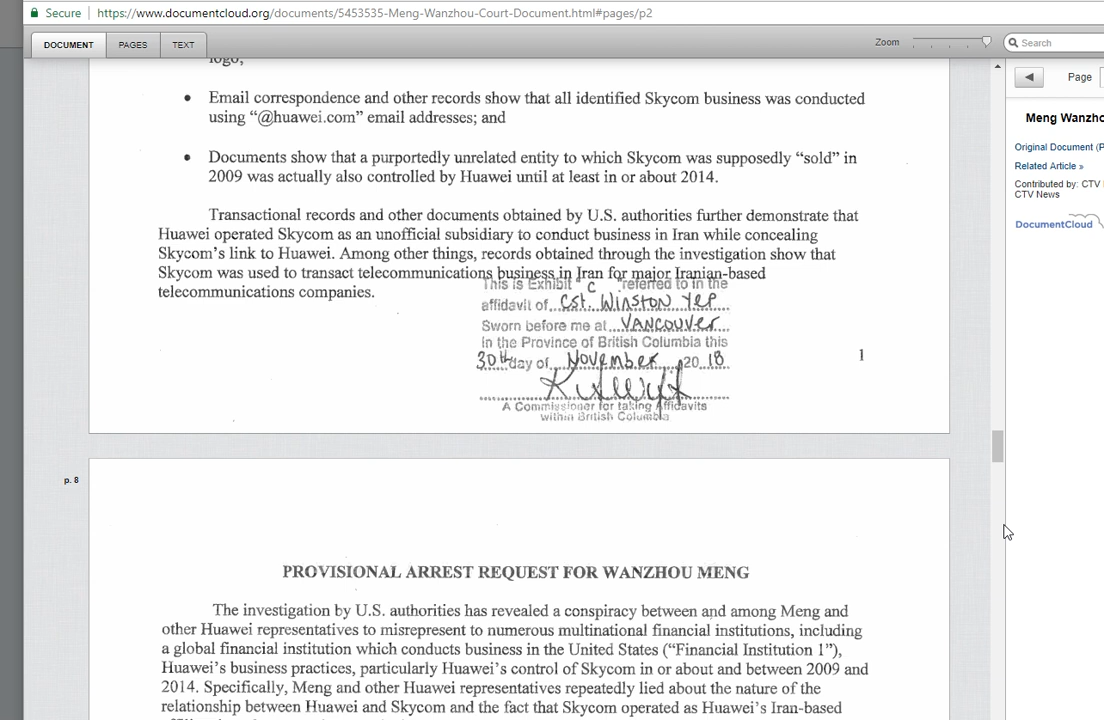 Secure https://www.documentcloud.org/documents/5453535-Meng-Wanzhou-Court-Document.html#pages/p2
DOCUMENT PAGES TEXT Zoom Search
Page
logo;
• Email correspondence and other records show that all identified Skycom business was conducted
using “@huawei.com” email addresses; and
• Documents show that a purportedly unrelated entity to which Skycom was supposedly “sold” in
2009 was actually also controlled by Huawei until at least in or about 2014.
Transactional records and other documents obtained by U.S. authorities further demonstrate that
Huawei operated Skycom as an unofficial subsidiary to conduct business in Iran while concealing
Skycom’s link to Huawei. Among other things, records obtained through the investigation show that
Skycom was used to transact telecommunications business in Iran for major Iranian-based
telecommunications companies.
This is Exhibit " C " referred to in the
affidavit of Cst. Winston Yep
Sworn before me at VANCOUVER
in the Province of British Columbia this
30th day of November 20 18
A Commissioner for taking Affidavits
within British Columbia
1
p. 8
PROVISIONAL ARREST REQUEST FOR WANZHOU MENG
The investigation by U.S. authorities has revealed a conspiracy between and among Meng and
other Huawei representatives to misrepresent to numerous multinational financial institutions, including
a global financial institution which conducts business in the United States (“Financial Institution 1”),
Huawei’s business practices, particularly Huawei’s control of Skycom in or about and between 2009 and
2014. Specifically, Meng and other Huawei representatives repeatedly lied about the nature of the
relationship between Huawei and Skycom and the fact that Skycom operated as Huawei’s Iran-based
Meng Wanzho
Original Document (P
Related Article »
Contributed by: CTV
CTV News
DocumentCloud